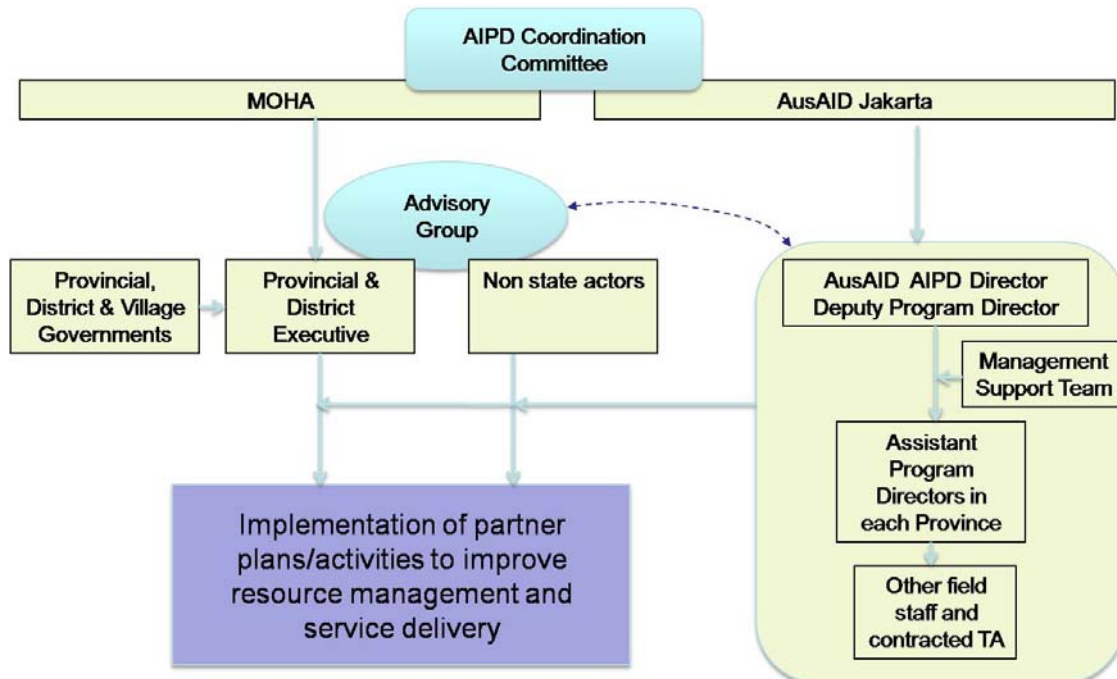 AIPD Coordination
Committee
MOHA
AusAID Jakarta
Advisory
Group
Provincial,
District & Village
Governments
Provincial &
District
Executive
Non state actors
AusAID AIPD Director
Deputy Program Director
Management
Support Team
Assistant
Program
Directors in
each Province
Other field
staff and
contracted TA
Implementation of partner
plans/activities to improve
resource management and
service delivery